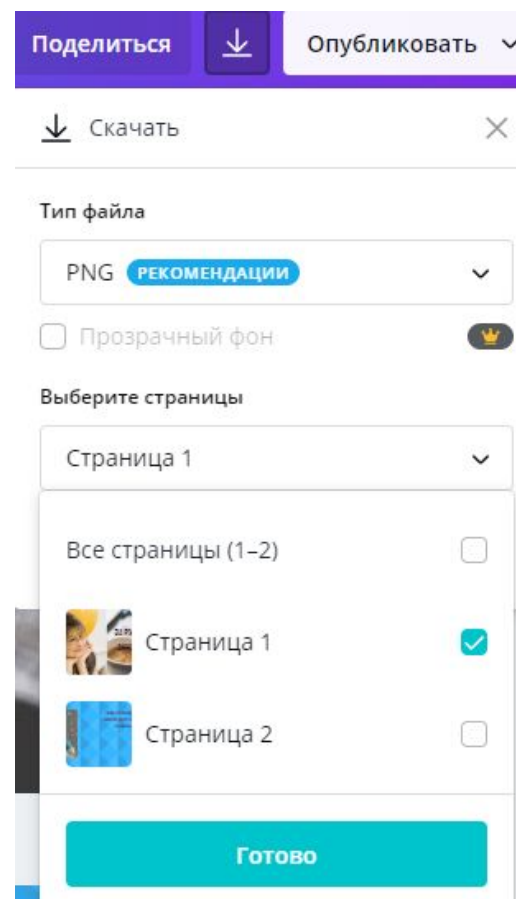 Поделиться
Опубликовать
Скачать
Тип файла
PNG РЕКОМЕНДАЦИИ
Прозрачный фон
Выберите страницы
Страница 1
Все страницы (1–2)
Страница 1
Страница 2
Готово